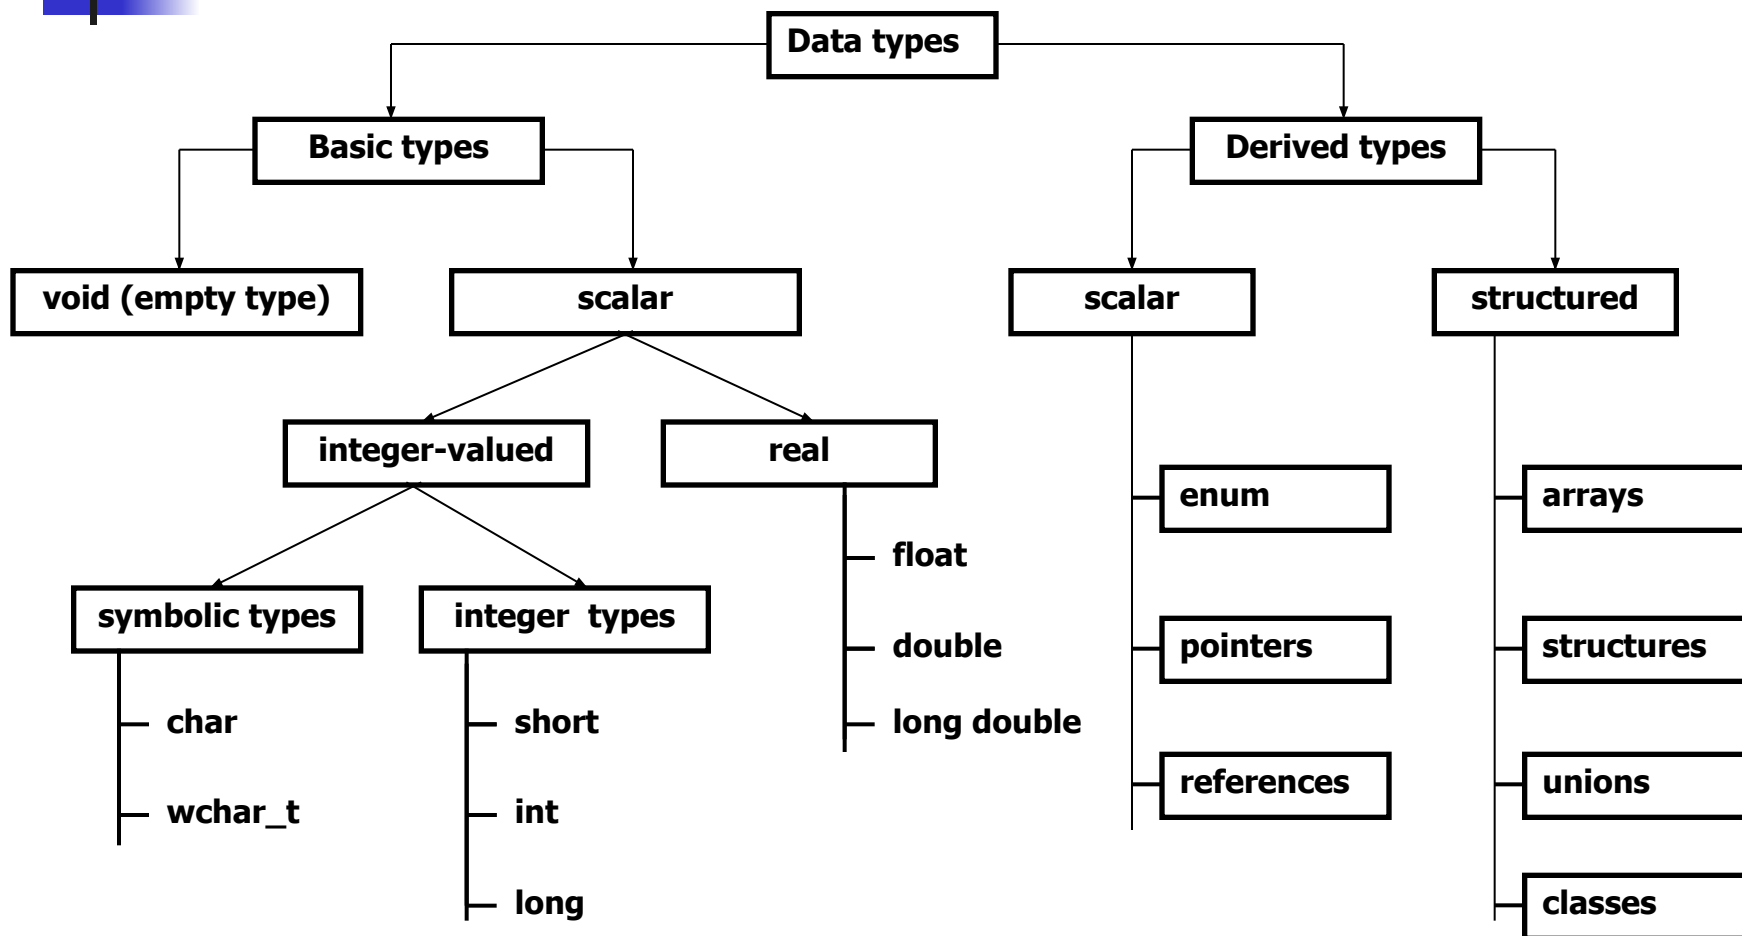 Data types
Basic types
Derived types
void (empty type)
scalar
scalar
structured
integer-valued
real
enum
arrays
float
symbolic types
integer types
double
pointers
structures
char
short
long double
references
unions
wchar_t
int
long
classes